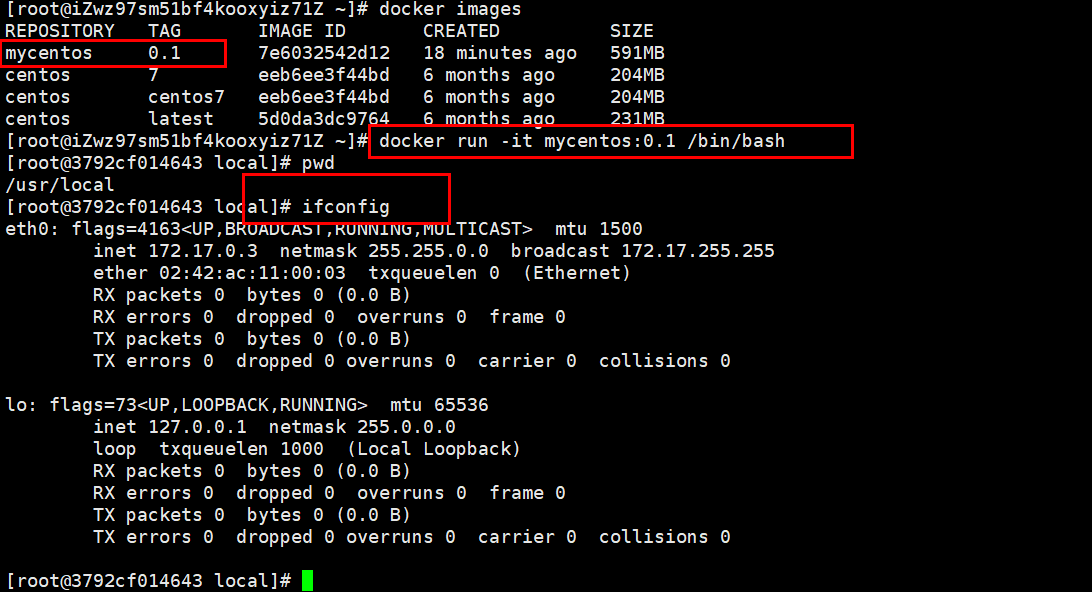 [root@iZwz97sm51bf4kooxyiz71Z ~]# docker images
REPOSITORY   TAG       IMAGE ID       CREATED          SIZE
mycentos     0.1       7e6032542d12   18 minutes ago   591MB
centos       7         eeb6ee3f44bd   6 months ago     204MB
centos       centos7   eeb6ee3f44bd   6 months ago     204MB
centos       latest    5d0da3dc9764   6 months ago     231MB
[root@iZwz97sm51bf4kooxyiz71Z ~]# docker run -it mycentos:0.1 /bin/bash
[root@3792cf014643 local]# pwd
/usr/local
[root@3792cf014643 local]# ifconfig
eth0: flags=4163<UP,BROADCAST,RUNNING,MULTICAST>  mtu 1500
        inet 172.17.0.3  netmask 255.255.0.0  broadcast 172.17.255.255
        ether 02:42:ac:11:00:03  txqueuelen 0  (Ethernet)
        RX packets 0  bytes 0 (0.0 B)
        RX errors 0  dropped 0  overruns 0  frame 0
        TX packets 0  bytes 0 (0.0 B)
        TX errors 0  dropped 0 overruns 0  carrier 0  collisions 0
lo: flags=73<UP,LOOPBACK,RUNNING>  mtu 65536
        inet 127.0.0.1  netmask 255.0.0.0
        loop  txqueuelen 1000  (Local Loopback)
        RX packets 0  bytes 0 (0.0 B)
        RX errors 0  dropped 0  overruns 0  frame 0
        TX packets 0  bytes 0 (0.0 B)
        TX errors 0  dropped 0 overruns 0  carrier 0  collisions 0
[root@3792cf014643 local]#